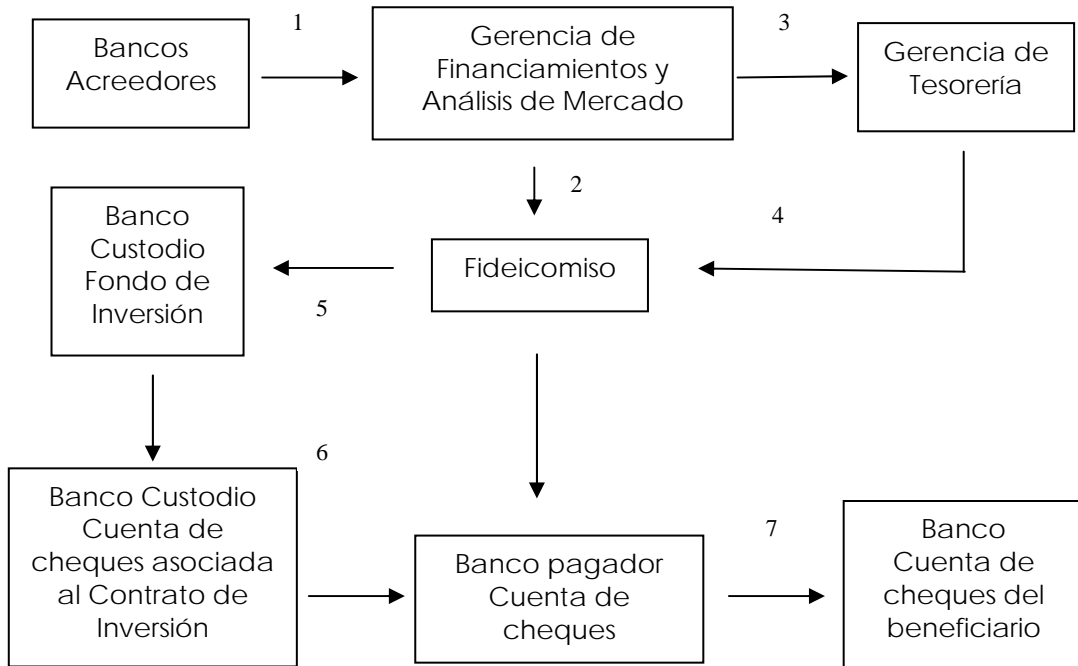 1
3
Bancos
Acreedores
Gerencia de
Financiamientos y
Análisis de Mercado
Gerencia de
Tesorería
2
4
Banco
Custodio
Fondo de
Inversión
Fideicomiso
5
6
Banco Custodio
Cuenta de
cheques asociada
al Contrato de
Inversión
Banco pagador
Cuenta de
cheques
7
Banco
Cuenta de
cheques del
beneficiario